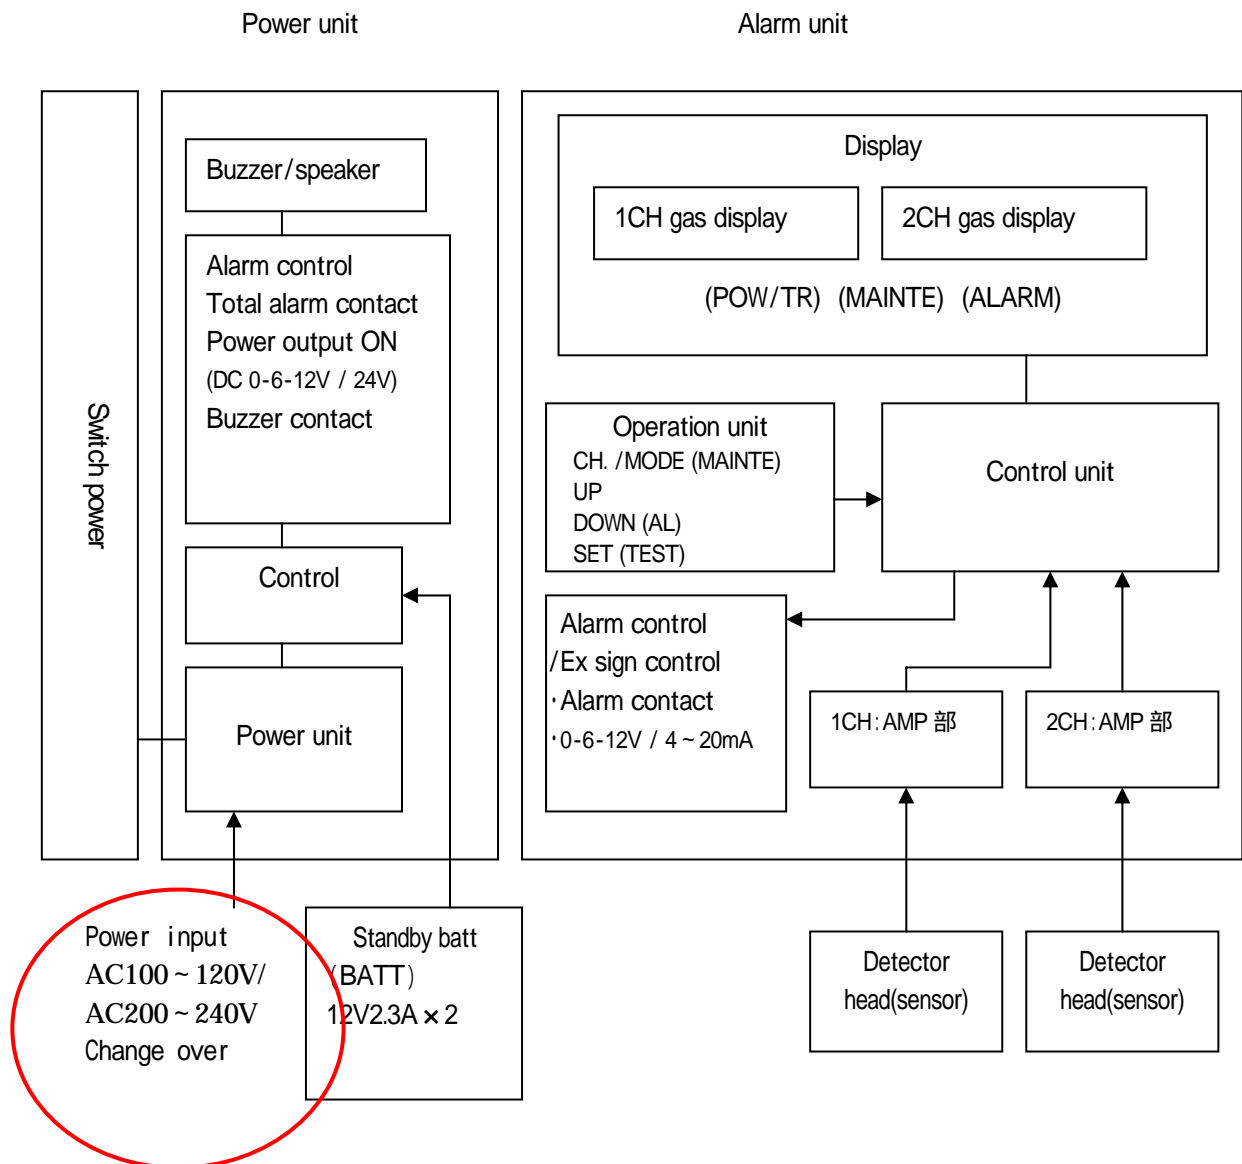 Power unit
Alarm unit
Switch power
Buzzer/speaker
Alarm control
Total alarm contact
Power output ON
(DC 0-6-12V / 24V)
Buzzer contact
Control
Power unit
Power input
AC100~120V/
AC200~240V
Change over
Standby batt
(BATT)
12V2.3A×2
Display
1CH gas display
2CH gas display
(POW/TR) (MAINTE) (ALARM)
Operation unit
CH. /MODE (MAINTE)
UP
DOWN (AL)
SET (TEST)
Control unit
Alarm control
/Ex sign control
・Alarm contact
・0-6-12V / 4~20mA
1CH:AMP 部
2CH:AMP 部
Detector
head(sensor)
Detector
head(sensor)